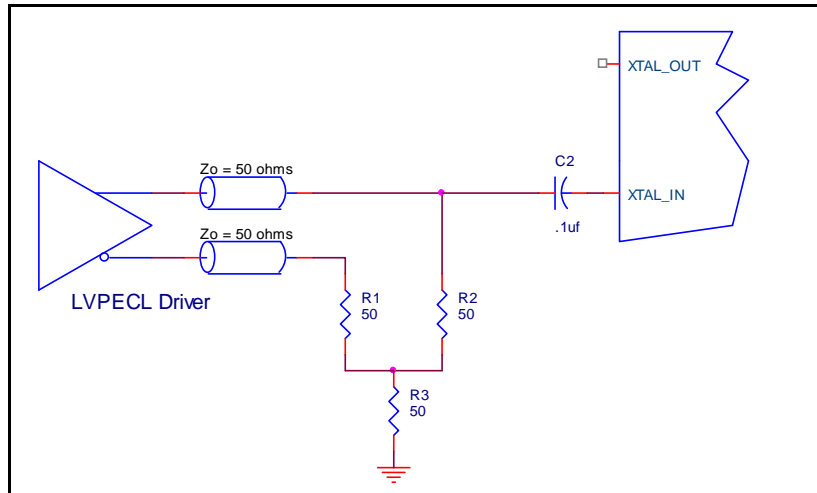 XTAL_OUT
Zo = 50 ohms
C2
XTAL_IN
.1uf
Zo = 50 ohms
LVPECL Driver
R1
50
R2
50
R3
50